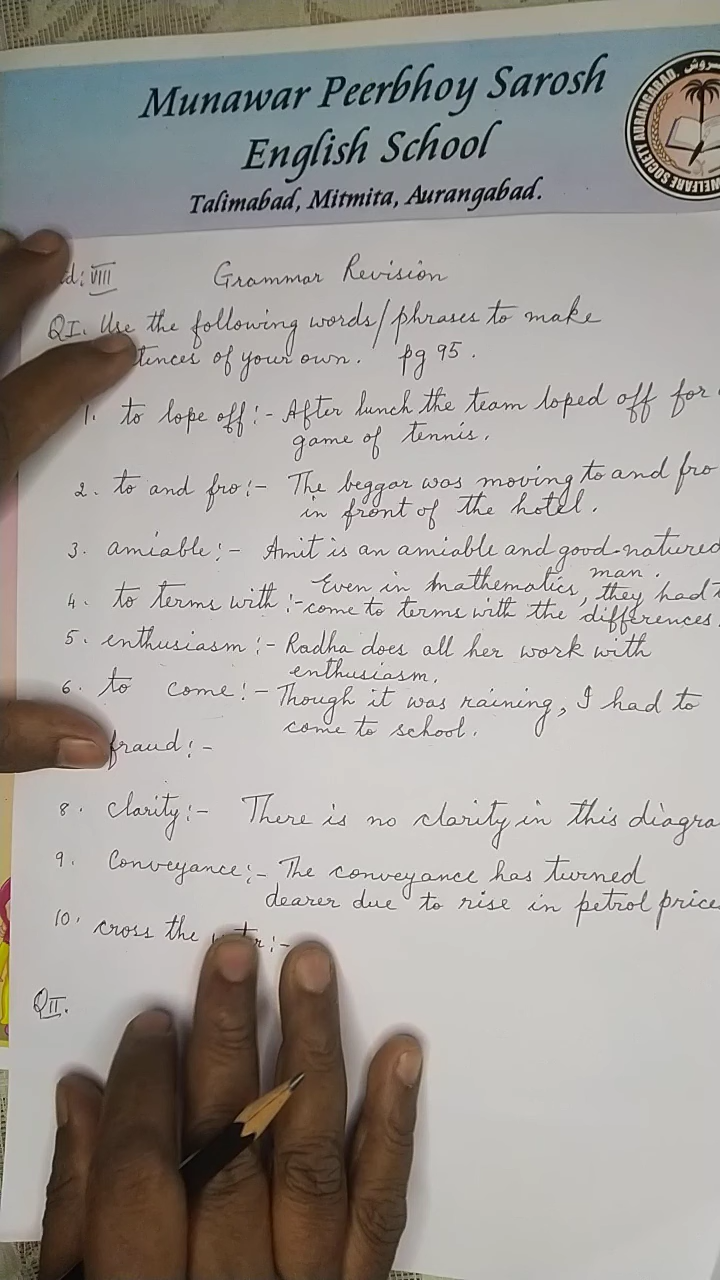 Munawar Peerbhoy Sarosh
English School
Talimabad, Mitmita, Aurangabad.
WELFARE SOCIETY AURANGABAD.
d: VIII Grammar Revision
QI. Use the following words/phrases to make
tences of your own. pg 95.
1. to lope off:- After lunch the team loped off for
game of tennis.
2. to and fro:- The beggar was moving to and fro
in front of the hotel.
3. amiable:- Amit is an amiable and good-natured
man.
4. to terms with:- Even in mathematics, they had
come to terms with the differences.
5. enthusiasm:- Radha does all her work with
enthusiasm.
6. to come:- Though it was raining, I had to
come to school.
fraud:-
8. clarity:- There is no clarity in this diagra
9. Conveyance:- The conveyance has turned
dearer due to rise in petrol price
10. cross the :-
QII.